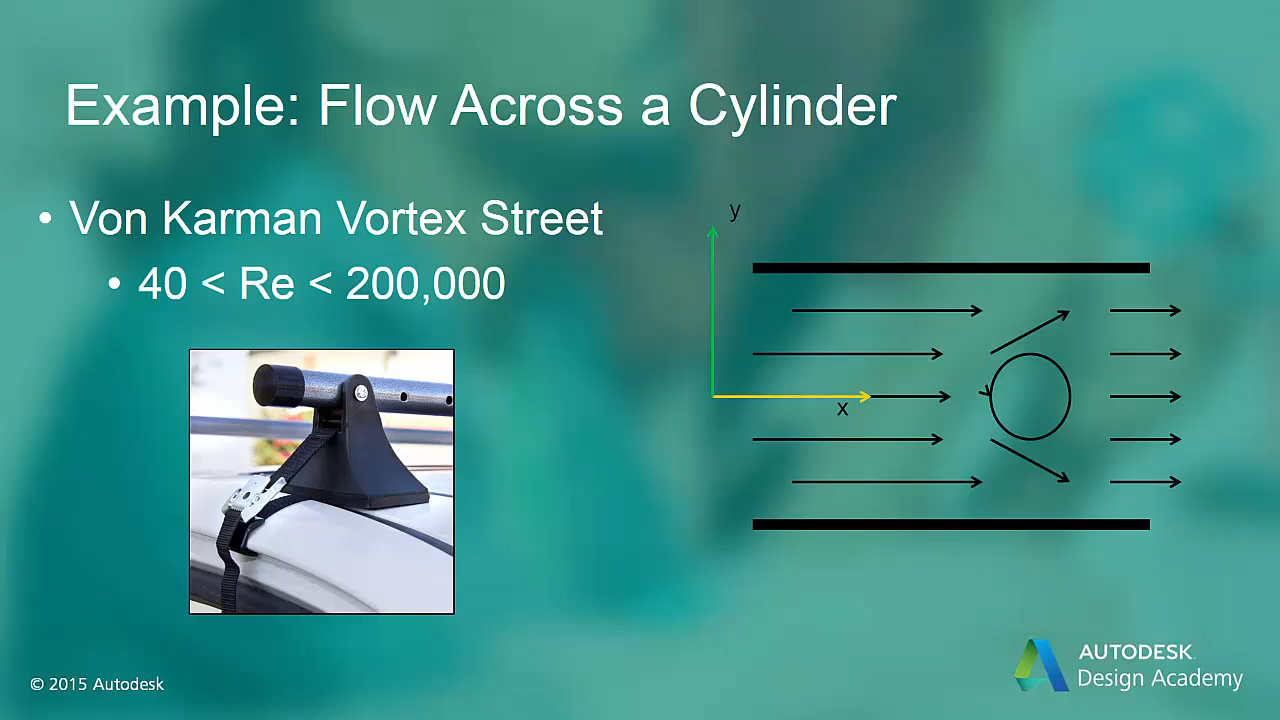 Example: Flow Across a Cylinder
• Von Karman Vortex Street
• 40 < Re < 200,000
y
x
© 2015 Autodesk
AUTODESK.
Design Academy